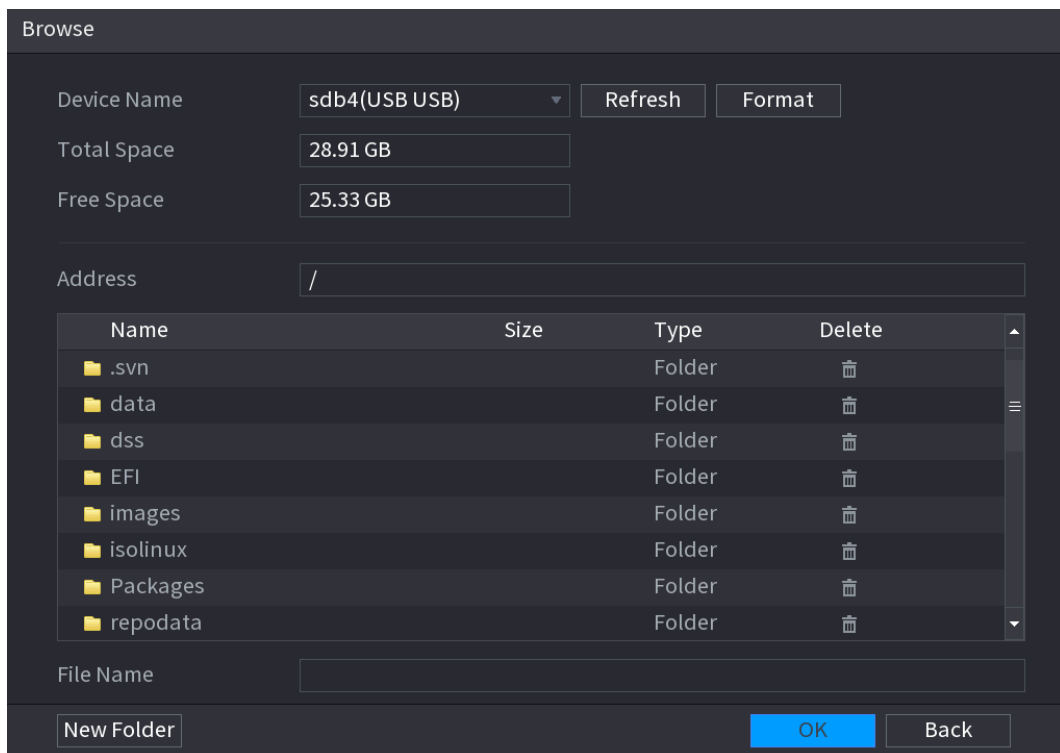 Browse
Device Name sdb4(USB USB) Refresh Format
Total Space 28.91 GB
Free Space 25.33 GB
Address /
Name Size Type Delete
.svn Folder
data Folder
dss Folder
EFI Folder
images Folder
isolinux Folder
Packages Folder
repodata Folder
File Name
New Folder OK Back